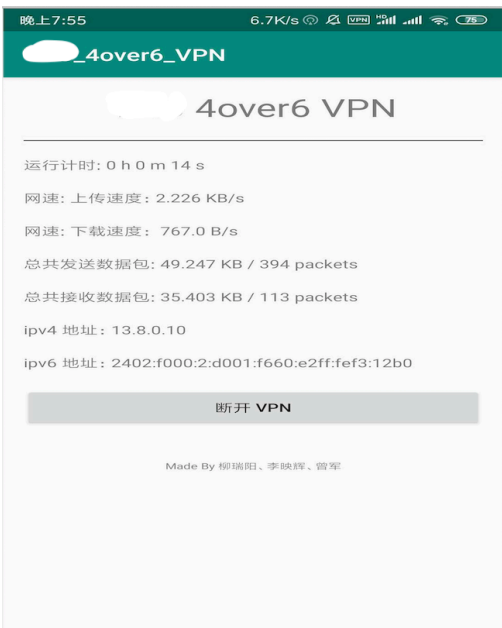 晚上7:55 6.7K/s VPN HD 75
_4over6_VPN
4over6 VPN
运行计时: 0 h 0 m 14 s
网速: 上传速度: 2.226 KB/s
网速: 下载速度: 767.0 B/s
总共发送数据包: 49.247 KB / 394 packets
总共接收数据包: 35.403 KB / 113 packets
ipv4 地址: 13.8.0.10
ipv6 地址: 2402:f000:2:d001:f660:e2ff:fef3:12b0
断开 VPN
Made By 柳瑞阳、李映辉、曾军